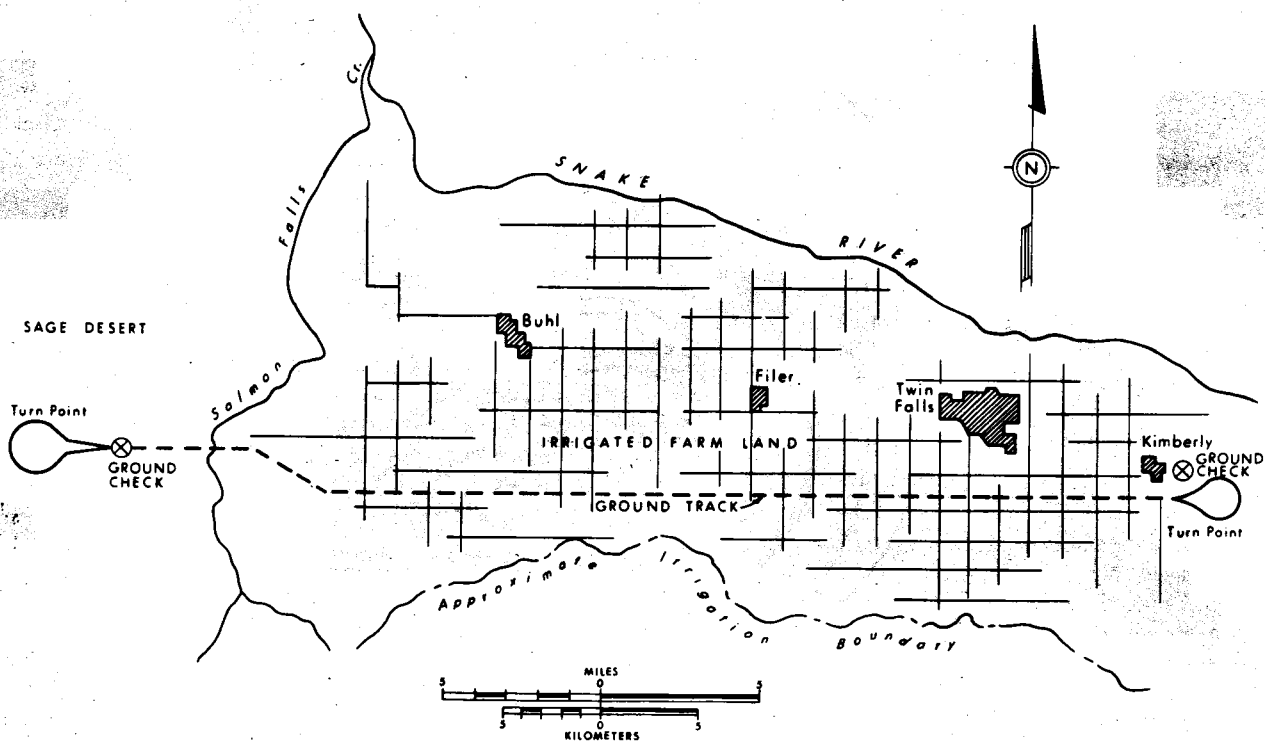 Cr.
SNAKE
N
RIVER
Falls
SAGE DESERT
Buhl
Salmon
Filer
Twin
Falls
Turn Point
Kimberly
IRRIGATED FARM LAND
GROUND
CHECK
GROUND
CHECK
GROUND TRACK
Turn Point
Approximate Irrigation Boundary
MILES
5 0 5
5 0 5
KILOMETERS